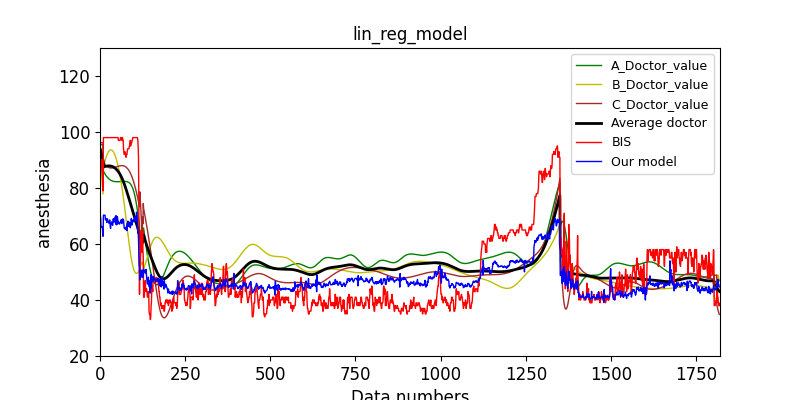 lin_reg_model
120
100
80
60
40
20
anesthesia
A_Doctor_value
B_Doctor_value
C_Doctor_value
Average doctor
BIS
Our model
0
250
500
750
1000
1250
1500
1750
Data numbers